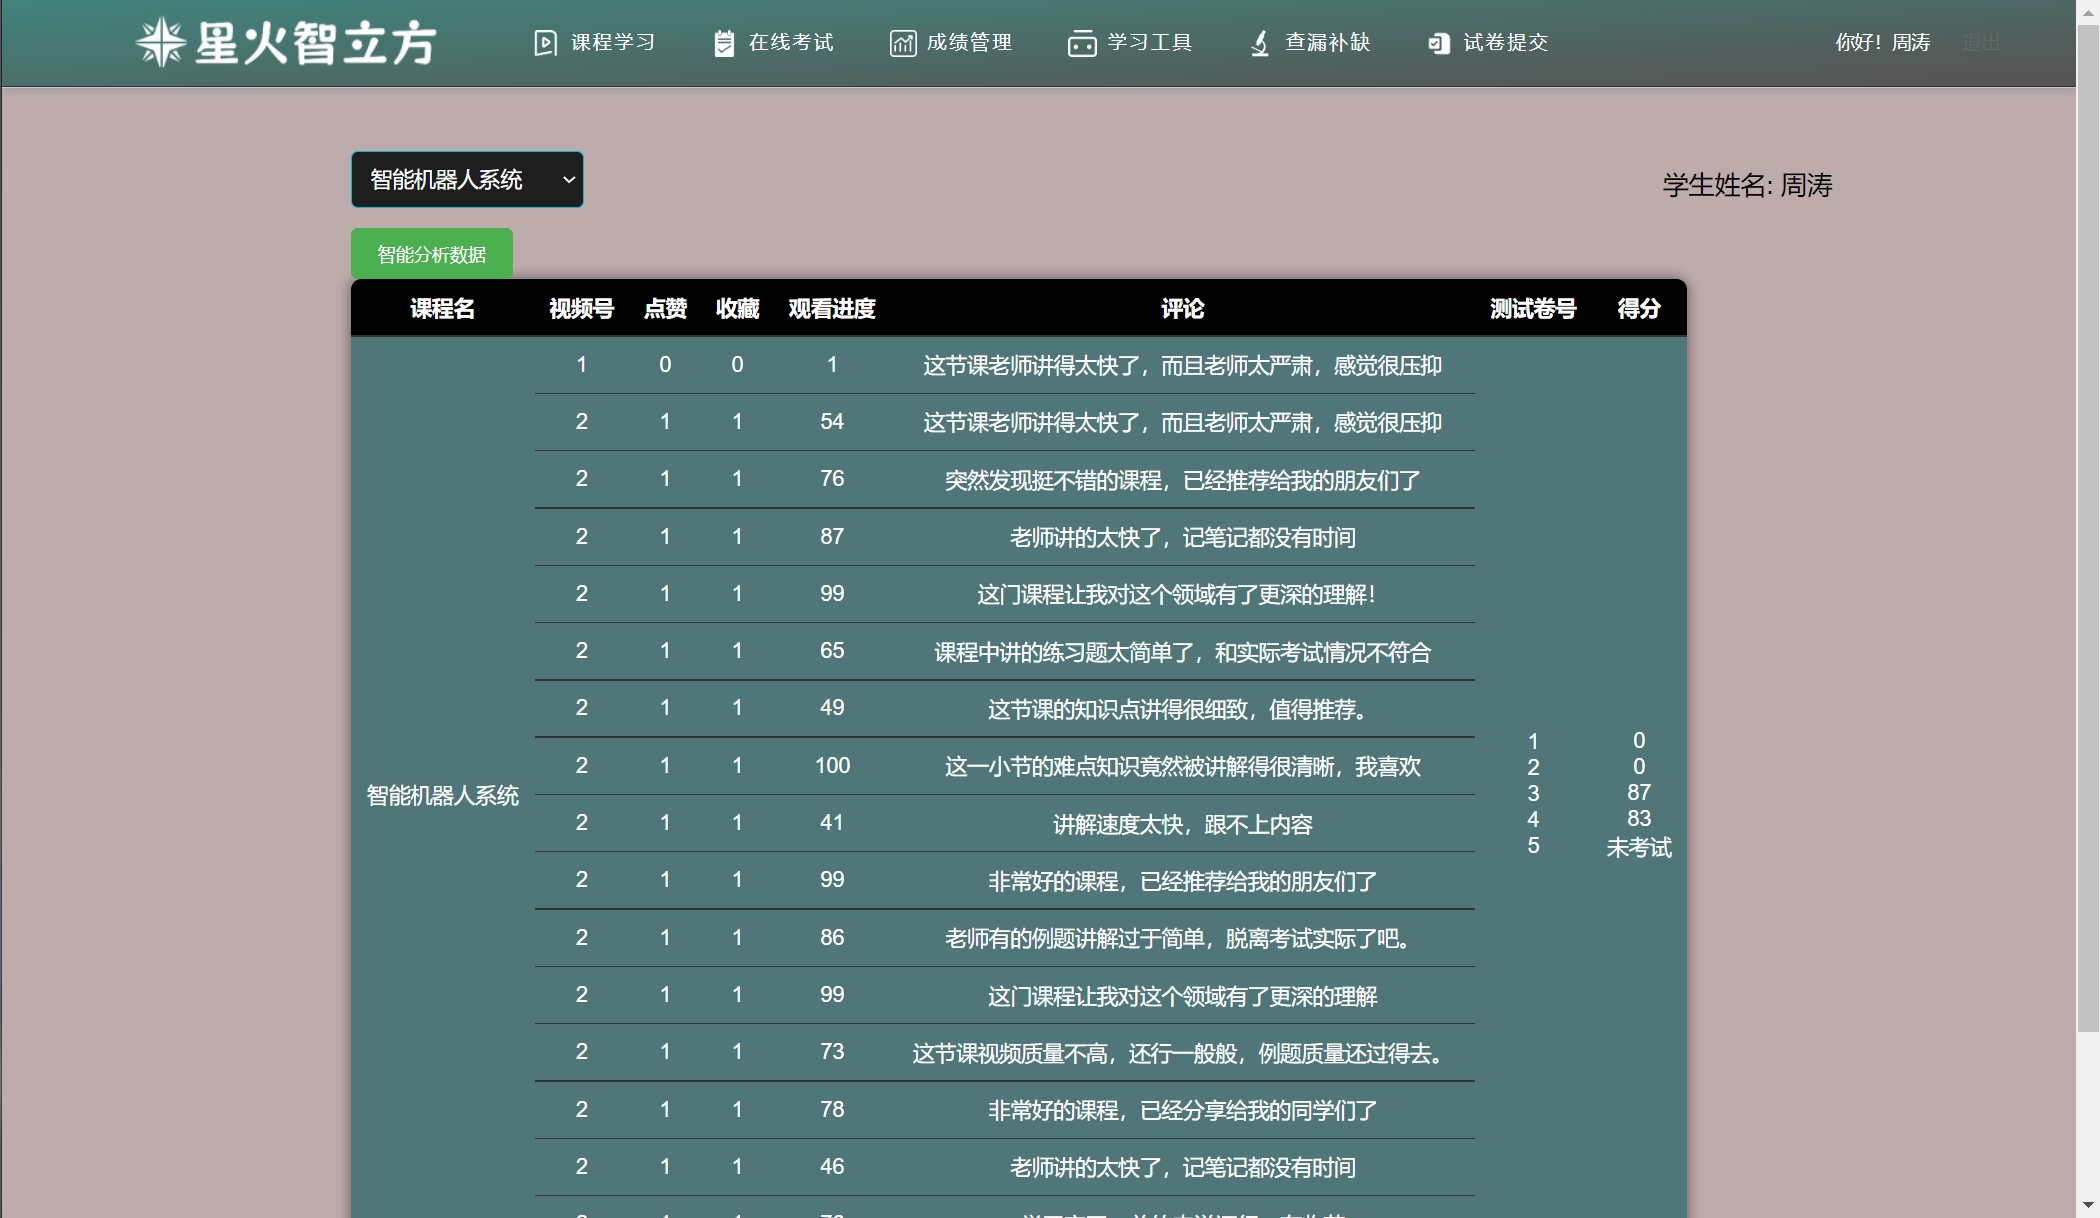 星火智立方 课程学习 在线考试 成绩管理 学习工具 查漏补缺 试卷提交 你好！周涛 退出
智能机器人系统 学生姓名: 周涛
智能分析数据
课程名 视频号 点赞 收藏 观看进度 评论 测试卷号 得分
1 0 0 1 这节课老师讲得太快了，而且老师太严肃，感觉很压抑
2 1 1 54 这节课老师讲得太快了，而且老师太严肃，感觉很压抑
2 1 1 76 突然发现挺不错的课程，已经推荐给我的朋友们了
2 1 1 87 老师讲的太快了，记笔记都没有时间
2 1 1 99 这门课程让我对这个领域有了更深的理解！
2 1 1 65 课程中讲的练习题太简单了，和实际考试情况不符合
2 1 1 49 这节课的知识点讲得很细致，值得推荐。
1 0
2 1 1 100 这一小节的难点知识竟然被讲解得很清晰，我喜欢 2 0
智能机器人系统 3 87
2 1 1 41 讲解速度太快，跟不上内容 4 83
5 未考试
2 1 1 99 非常好的课程，已经推荐给我的朋友们了
2 1 1 86 老师有的例题讲解过于简单，脱离考试实际了吧。
2 1 1 99 这门课程让我对这个领域有了更深的理解
2 1 1 73 这节课视频质量不高，还行一般般，例题质量还过得去。
2 1 1 78 非常好的课程，已经分享给我的同学们了
2 1 1 46 老师讲的太快了，记笔记都没有时间